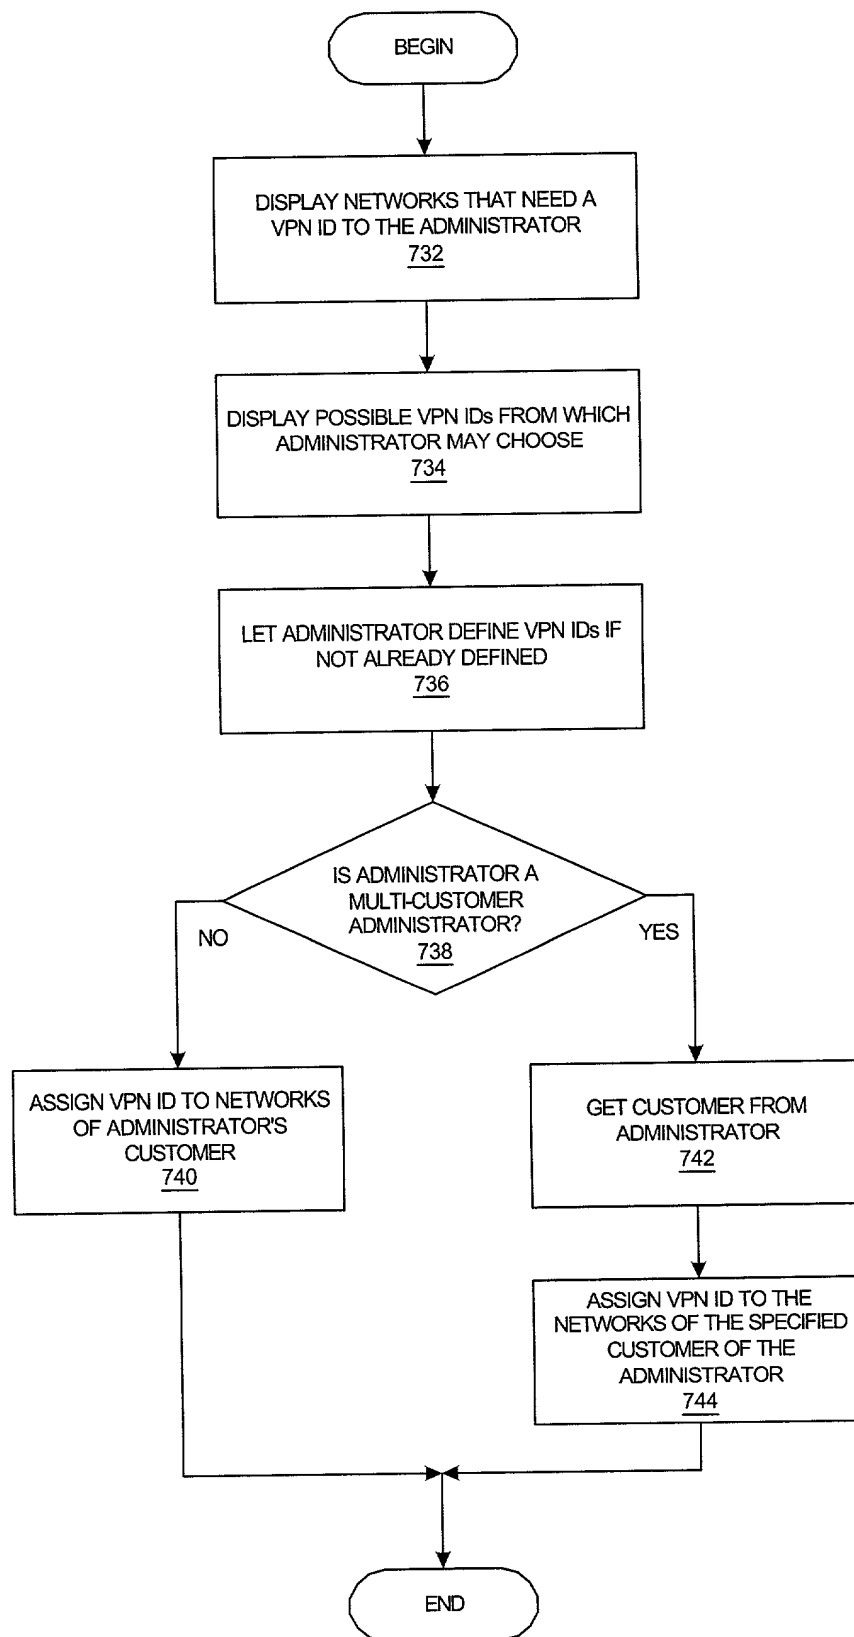 BEGIN
DISPLAY NETWORKS THAT NEED A
VPN ID TO THE ADMINISTRATOR
732
DISPLAY POSSIBLE VPN IDs FROM WHICH
ADMINISTRATOR MAY CHOOSE
734
LET ADMINISTRATOR DEFINE VPN IDs IF
NOT ALREADY DEFINED
736
IS ADMINISTRATOR A
MULTI-CUSTOMER
ADMINISTRATOR?
738
NO
YES
ASSIGN VPN ID TO NETWORKS
OF ADMINISTRATOR'S
CUSTOMER
740
GET CUSTOMER FROM
ADMINISTRATOR
742
ASSIGN VPN ID TO THE
NETWORKS OF THE SPECIFIED
CUSTOMER OF THE
ADMINISTRATOR
744
END